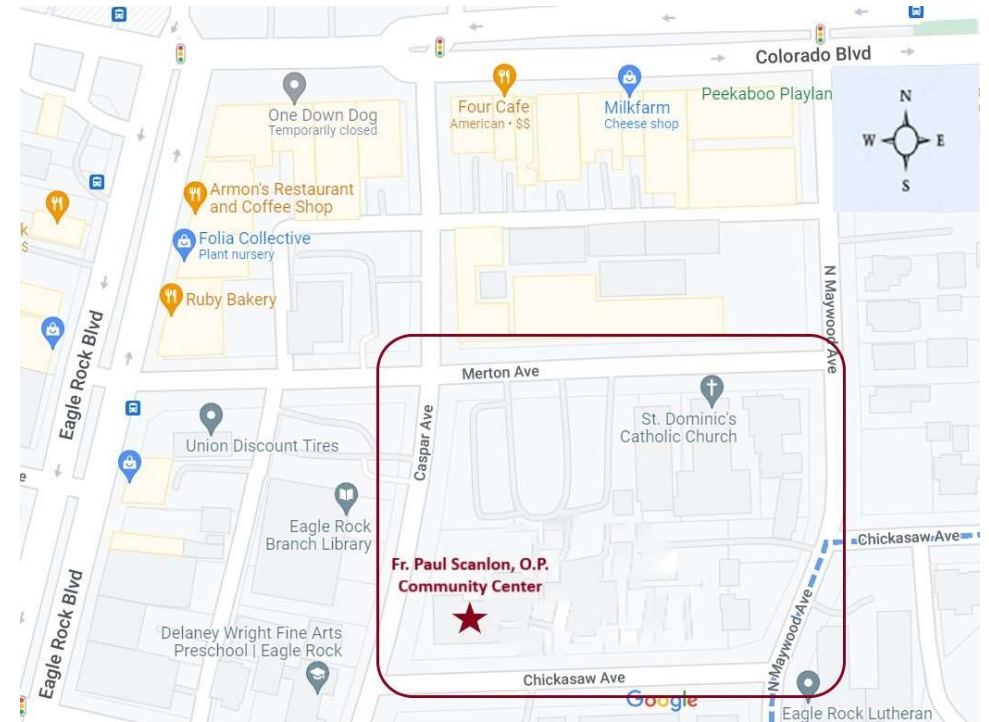 Colorado Blvd
One Down Dog
Temporarily closed
Four Cafe
American • $$
Milkfarm
Cheese shop
Peekaboo Playlan
N
W
E
S
Armon's Restaurant
and Coffee Shop
k
$
Folia Collective
Plant nursery
Ruby Bakery
Eagle Rock Blvd
N Maywood Ave
Merton Ave
Caspar Ave
St. Dominic's
Catholic Church
Union Discount Tires
e
Eagle Rock
Branch Library
Chickasaw Ave
Fr. Paul Scanlon, O.P.
Community Center
Eagle Rock Blvd
Delaney Wright Fine Arts
Preschool | Eagle Rock
N Maywood Ave
Chickasaw Ave
Google
Eagle Rock Lutheran